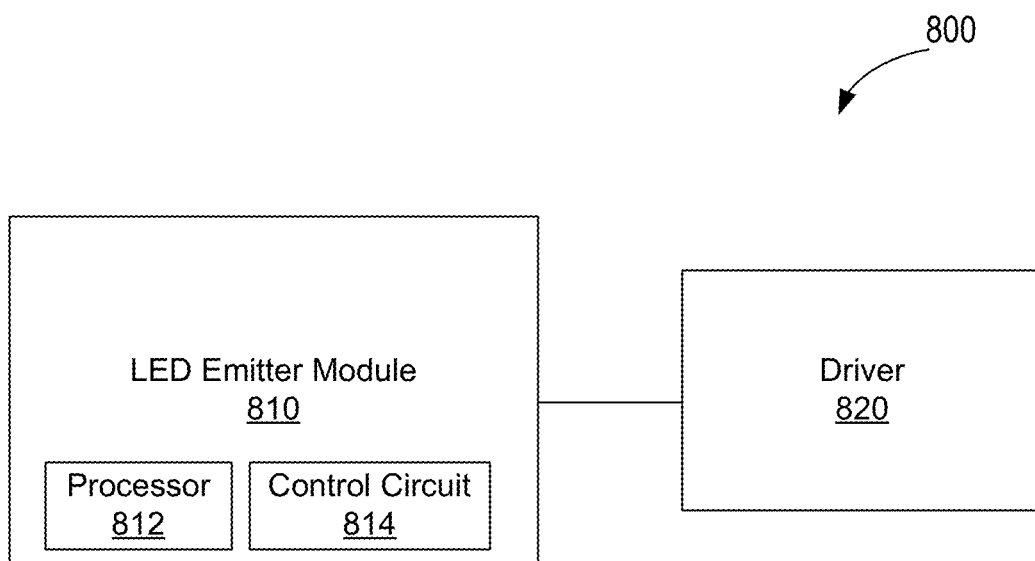 800
LED Emitter Module
810
Driver
820
Processor
812
Control Circuit
814